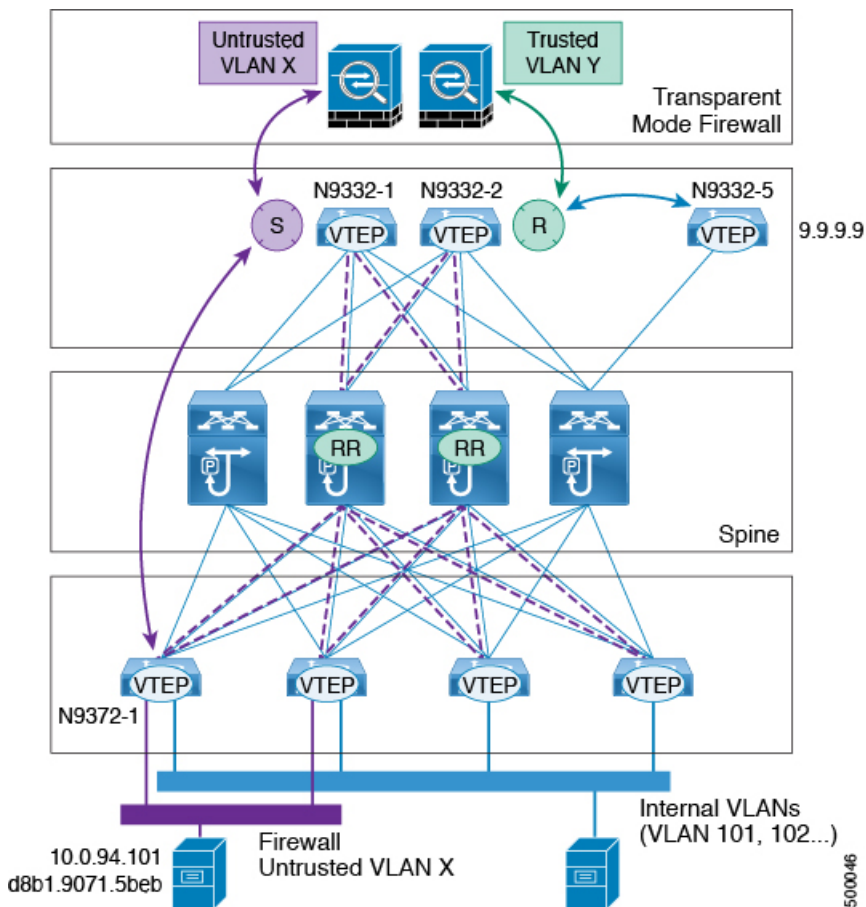 Untrusted
VLAN X
Trusted
VLAN Y
Transparent
Mode Firewall
N9332-1
N9332-2
N9332-5
S
VTEP
VTEP
R
VTEP
9.9.9.9
RR
RR
P
P
P
P
Spine
VTEP
VTEP
VTEP
VTEP
N9372-1
Internal VLANs
(VLAN 101, 102...)
Firewall
Untrusted VLAN X
10.0.94.101
d8b1.9071.5beb
500046